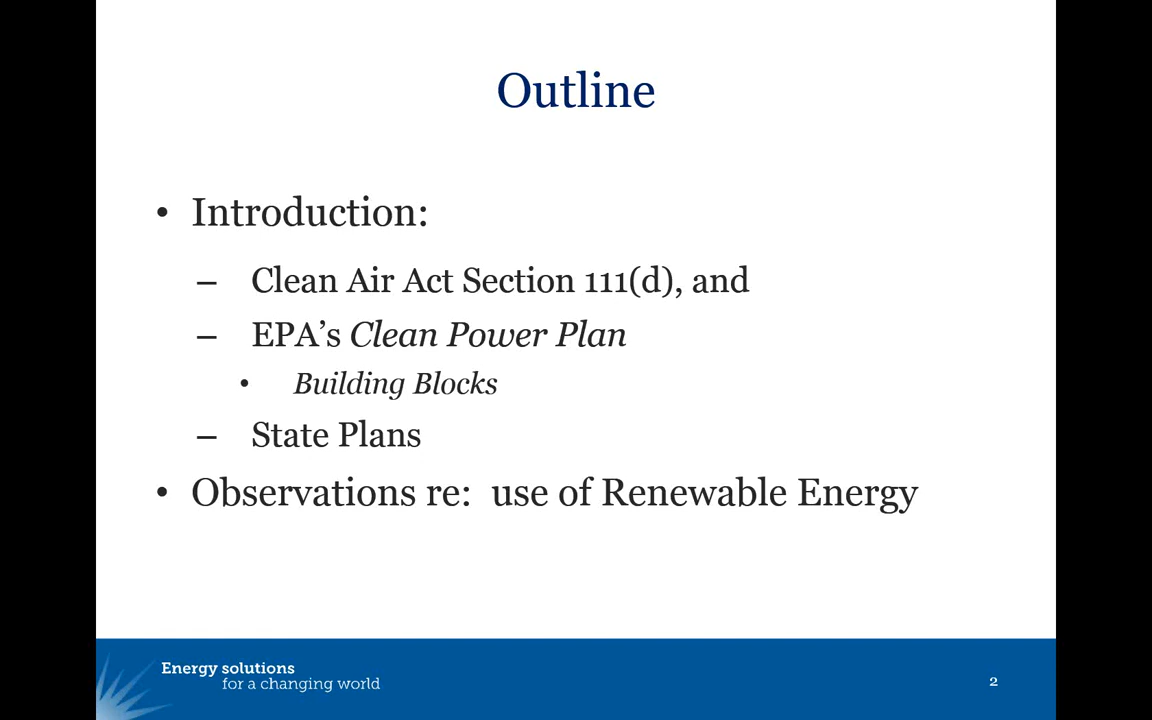 Outline
• Introduction:
– Clean Air Act Section 111(d), and
– EPA’s Clean Power Plan
• Building Blocks
– State Plans
• Observations re:  use of Renewable Energy
Energy solutions
for a changing world
2